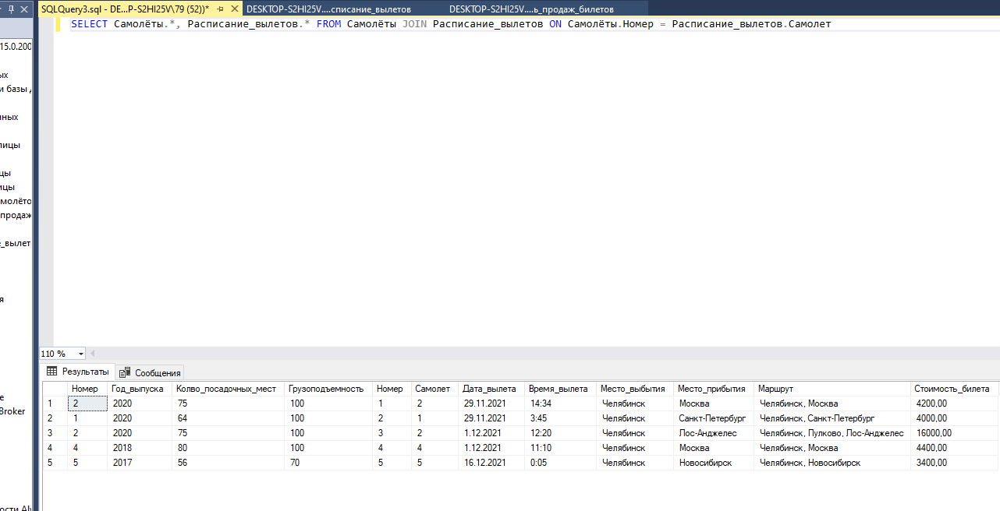 SQLQuery3.sql - DE...P-S2HI25V\79 (52))* DESKTOP-S2HI25V....списание_вылетов DESKTOP-S2HI25V....ь_продаж_билетов
SELECT Самолёты.*, Расписание_вылетов.* FROM Самолёты JOIN Расписание_вылетов ON Самолёты.Номер = Расписание_вылетов.Самолет
15.0.200
ых
и базы
нных
лицы
цы
ицы
молёто
продаж
_вылет
я
е
Broker
ости Al
110 %
Результаты Сообщения
Номер Год_выпуска Колво_посадочных_мест Грузоподъемность Номер Самолет Дата_вылета Время_вылета Место_выбытия Место_прибытия Маршрут Стоимость_билета
1 2 2020 75 100 1 2 29.11.2021 14:34 Челябинск Москва Челябинск, Москва 4200,00
2 1 2020 64 100 2 1 29.11.2021 3:45 Челябинск Санкт-Петербург Челябинск, Санкт-Петербург 4000,00
3 2 2020 75 100 3 2 1.12.2021 12:20 Челябинск Лос-Анджелес Челябинск, Пулково, Лос-Анджелес 16000,00
4 4 2018 80 100 4 4 1.12.2021 11:10 Челябинск Москва Челябинск, Москва 4400,00
5 5 2017 56 70 5 5 16.12.2021 0:05 Челябинск Новосибирск Челябинск, Новосибирск 3400,00